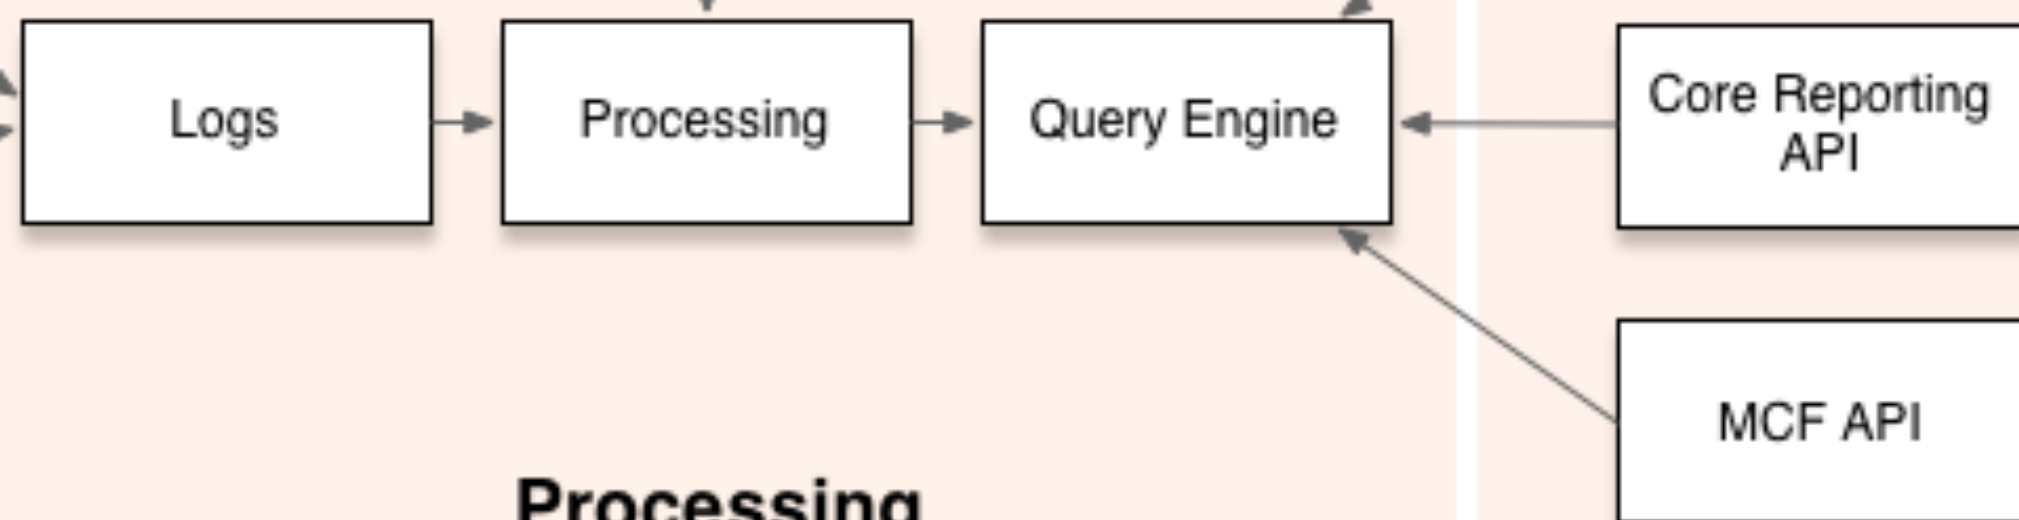 Logs
Processing
Query Engine
Core Reporting
API
MCF API
Processing